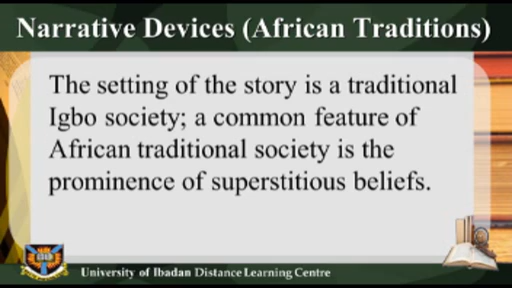 Narrative Devices (African Traditions)
The setting of the story is a traditional
Igbo society; a common feature of
African traditional society is the
prominence of superstitious beliefs.
University of Ibadan Distance Learning Centre